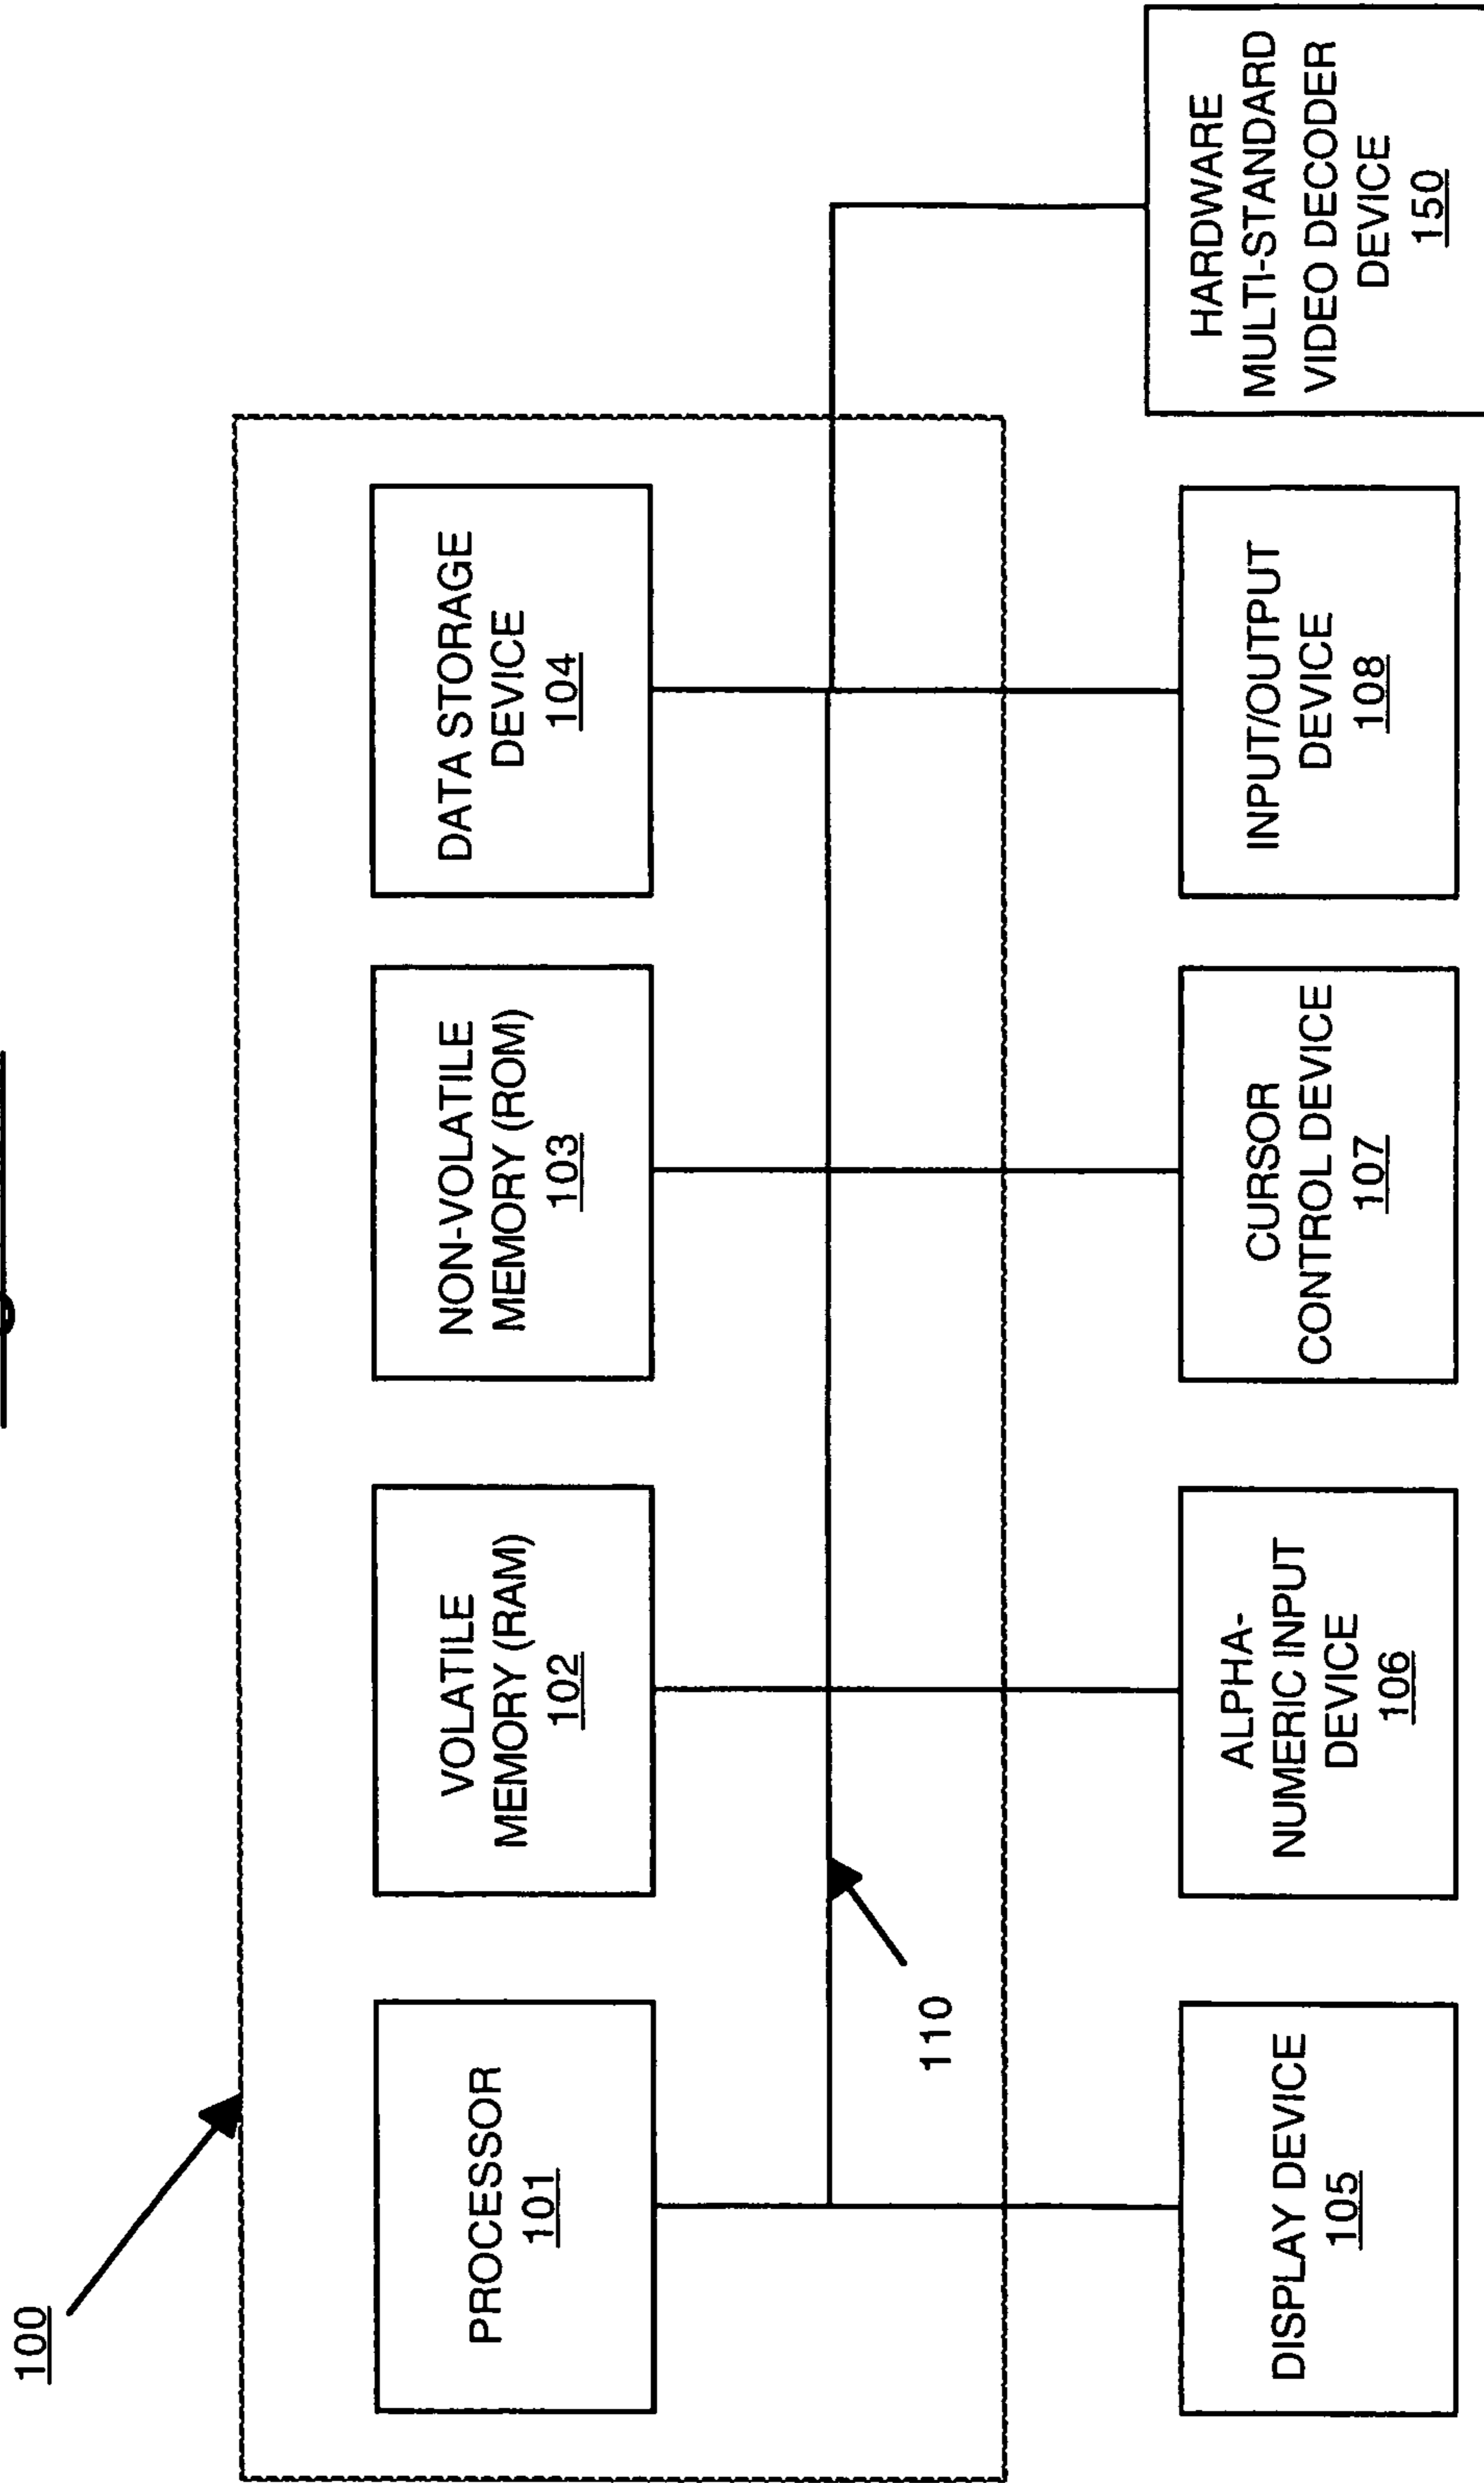 100
PROCESSOR
101
VOLATILE
MEMORY (RAM)
102
NON-VOLATILE
MEMORY (ROM)
103
DATA STORAGE
DEVICE
104
110
DISPLAY DEVICE
105
ALPHA-
NUMERIC INPUT
DEVICE
106
CURSOR
CONTROL DEVICE
107
INPUT/OUTPUT
DEVICE
108
HARDWARE
MULTI-STANDARD
VIDEO DECODER
DEVICE
150